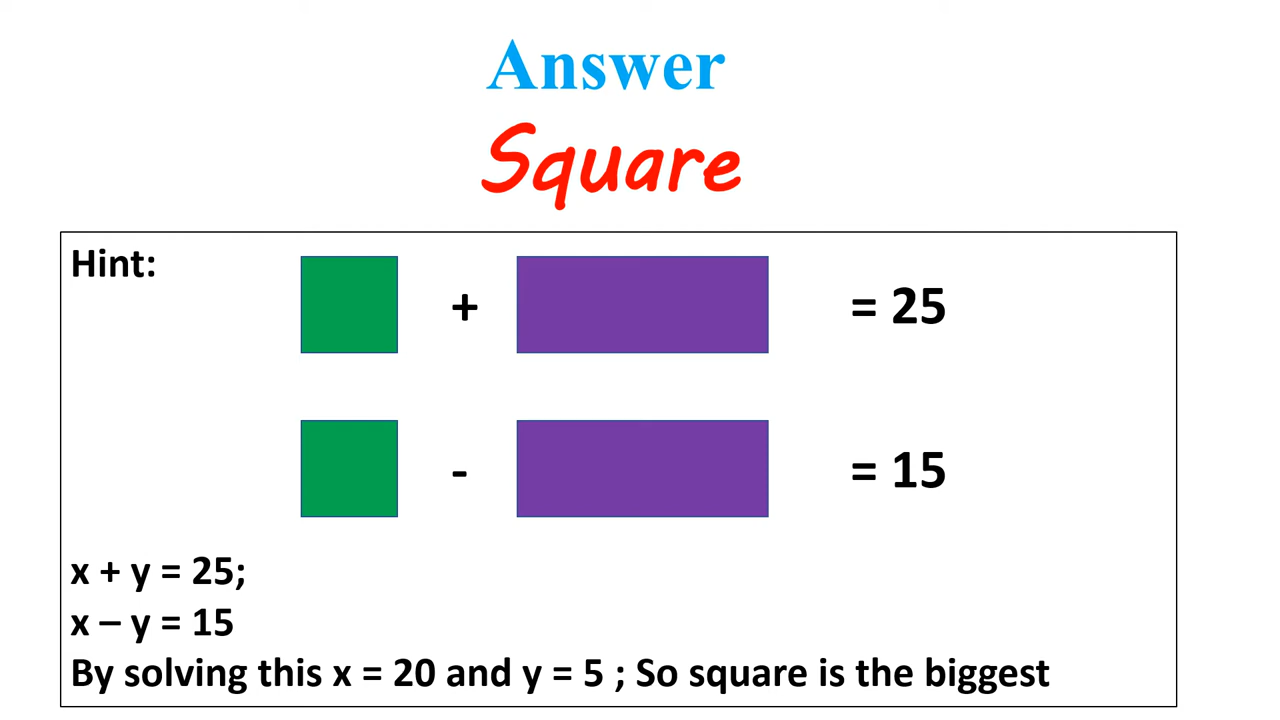 Answer
Square
Hint:
+ = 25
- = 15
x + y = 25;
x – y = 15
By solving this x = 20 and y = 5 ; So square is the biggest